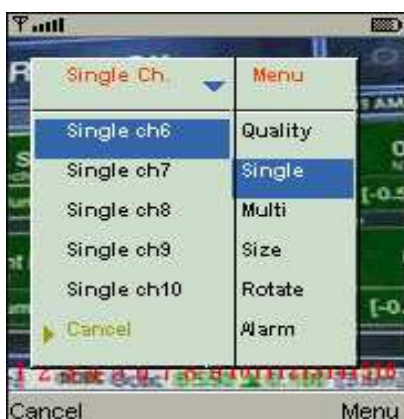 Single Ch.
Menu
Single ch6
Quality
Single ch7
Single
Single ch8
Multi
Single ch9
Size
Single ch10
Rotate
Cancel
Alarm
Cancel
Menu